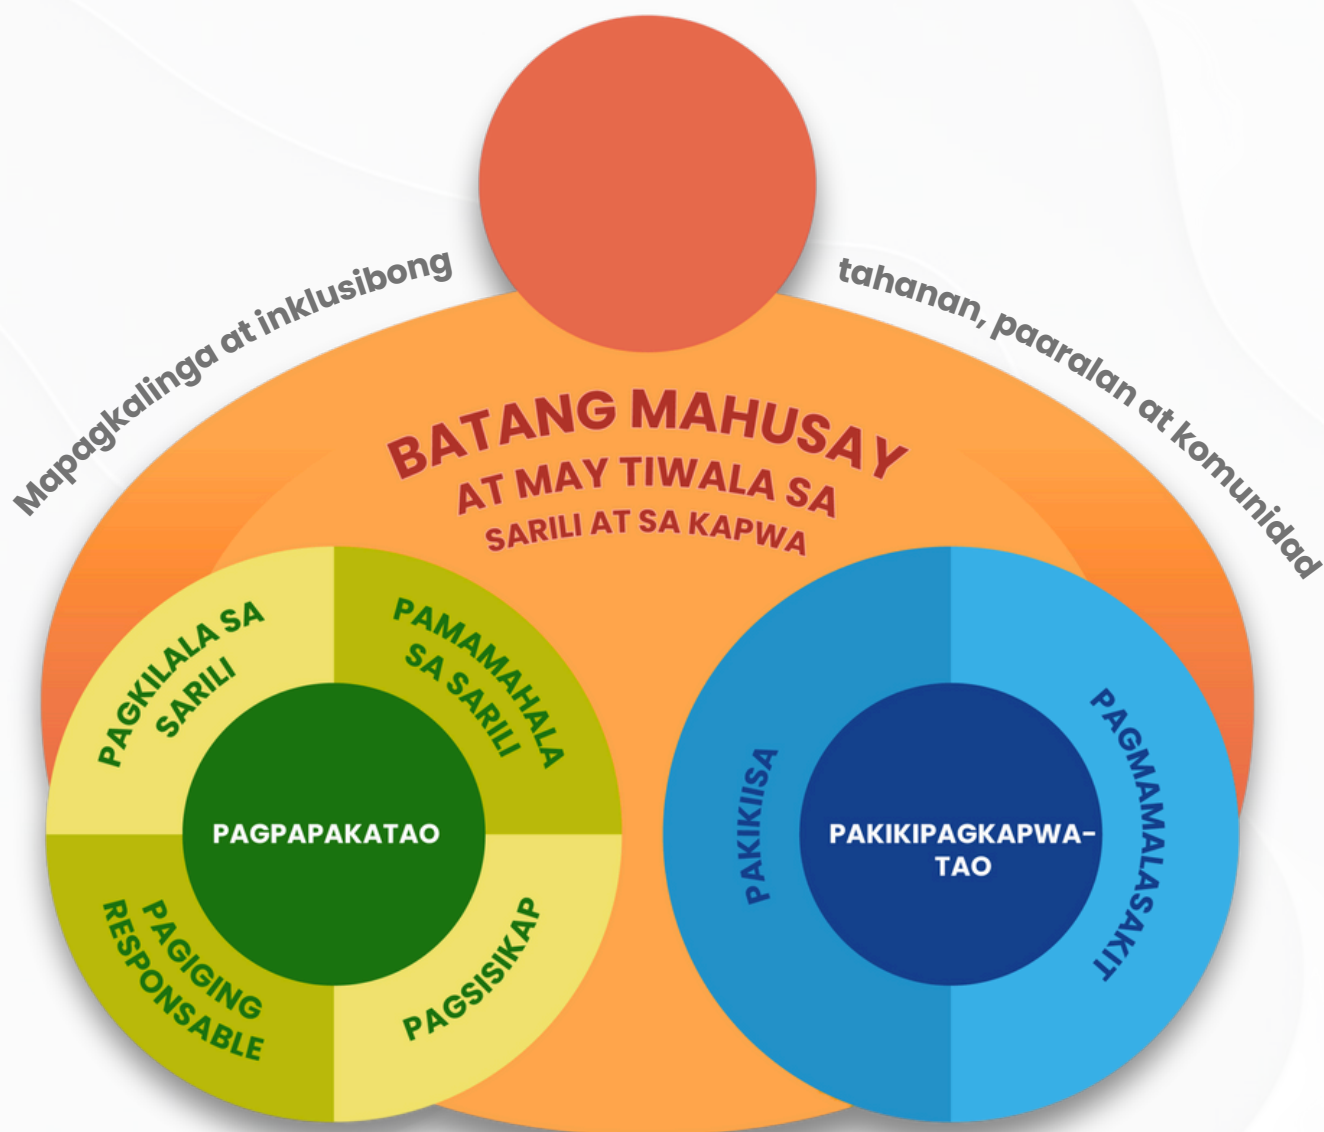 Mapagkalinga at inklusibong
tahanan, paaralan at komunidad
BATANG MAHUSAY
AT MAY TIWALA SA
SARILI AT SA KAPWA
PAGKILALA SA
SARILI
PAMAMAHALA
SA SARILI
PAGPAPAKATAO
PAGIGING
RESPONSABLE
PAGSISIKAP
PAKIKIISA
PAKIKIPAGKAPWA-
TAO
PAGMAMALASAKIT